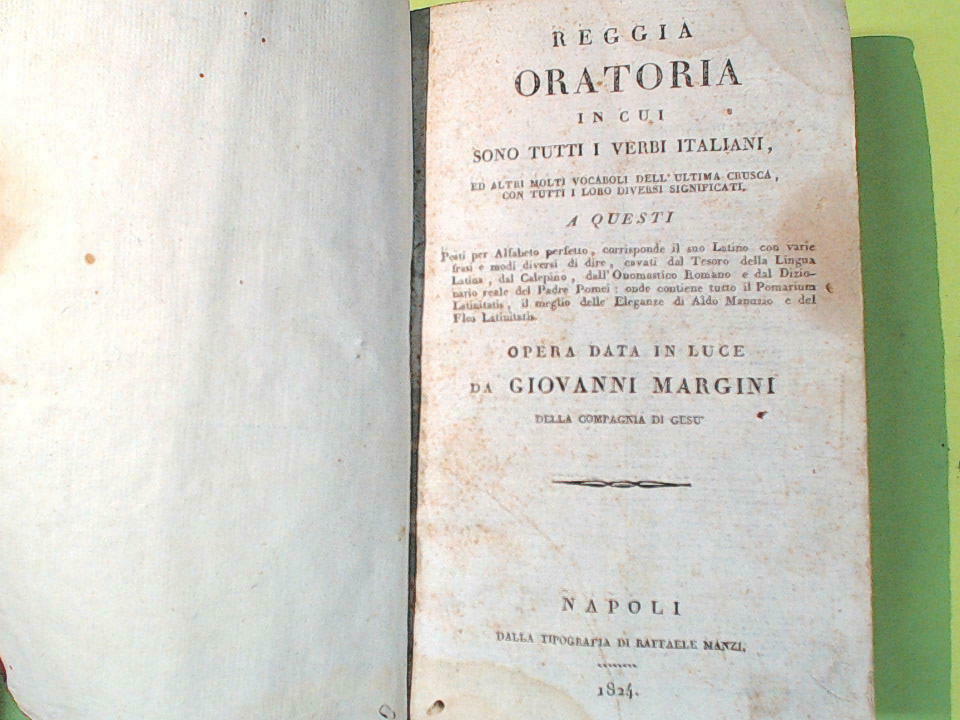 REGGIA
ORATORIA
IN CUI
SONO TUTTI I VERBI ITALIANI,
ED ALTRI MOLTI VOCABOLI DELL' ULTIMA CRUSCA,
CON TUTTI I LORO DIVERSI SIGNIFICATI.
A QUESTI
Posti per Alfabeto perfetto, corrisponde il suo Latino con varie
frasi e modi diversi di dire, cavati dal Tesoro della Lingua
Latina, dal Calepino, dall' Onomastico Romano e dal Dizio-
nario reale del Padre Pomei: onde contiene tutto il Pomarium
Latinitatis, il meglio delle Eleganze di Aldo Manuzio e del
Flos Latinitatis.
OPERA DATA IN LUCE
DA GIOVANNI MARGINI
DELLA COMPAGNIA DI GESU'
NAPOLI
DALLA TIPOGRAFIA DI RAFFAELE MANZI.
1824.